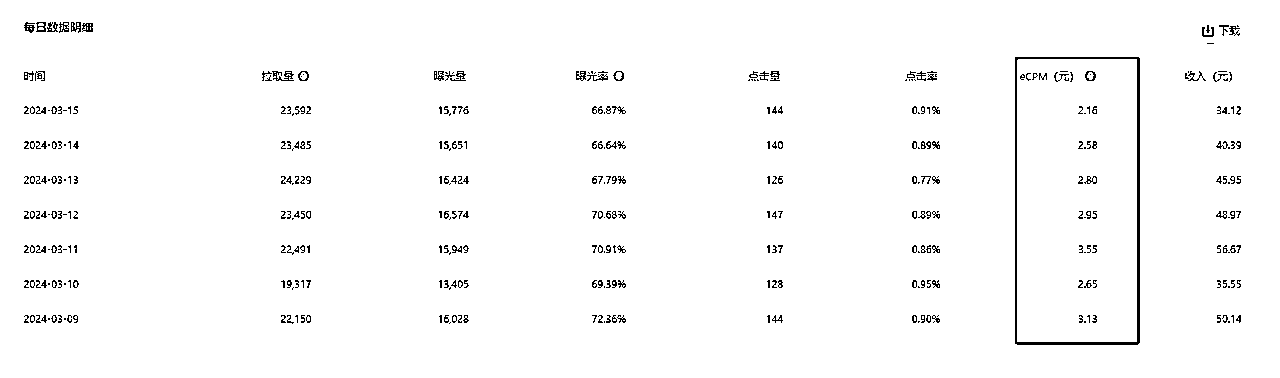 每日数据明细
下载
时间 拉取量 曝光量 曝光率 点击量 点击率 eCPM（元） 收入（元）
2024-03-15 23,592 15,776 66.87% 144 0.91% 2.16 34.12
2024-03-14 23,485 15,651 66.64% 140 0.89% 2.58 40.39
2024-03-13 24,229 16,424 67.79% 126 0.77% 2.80 45.95
2024-03-12 23,450 16,574 70.68% 147 0.89% 2.95 48.97
2024-03-11 22,491 15,949 70.91% 137 0.86% 3.55 56.67
2024-03-10 19,317 13,405 69.39% 128 0.95% 2.65 35.55
2024-03-09 22,150 16,028 72.36% 144 0.90% 3.13 50.14